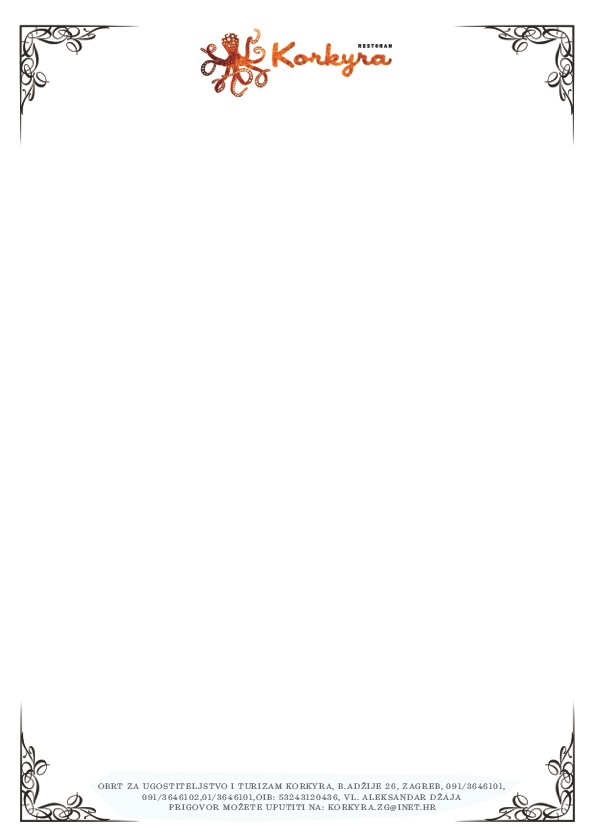 RESTORAN
Korkyra
OBRT ZA UGOSTITELJSTVO I TURIZAM KORKYRA, B.ADŽIJE 26, ZAGREB, 091/3646101,
091/3646102,01/3646101,OIB: 53243120436, VL. ALEKSANDAR DŽAJA
PRIGOVOR MOŽETE UPUTITI NA: KORKYRA.ZG@INET.HR